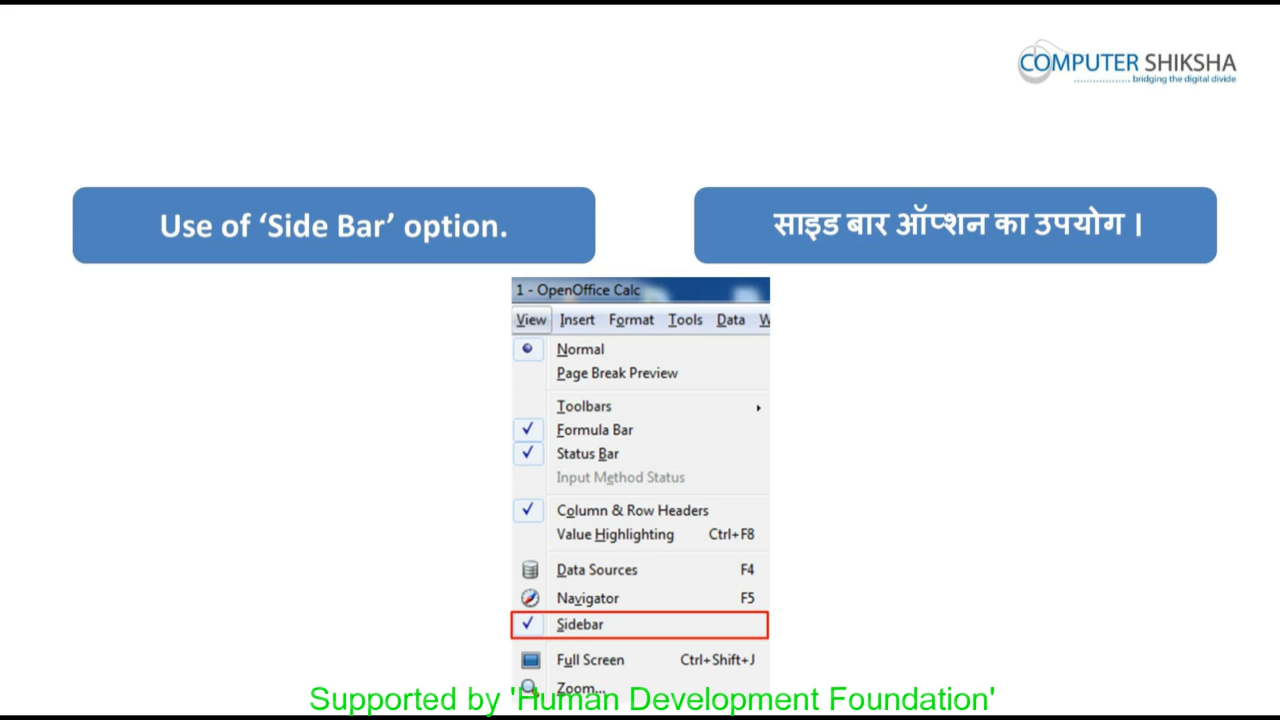 COMPUTER SHIKSHA
bridging the digital divide
Use of ‘Side Bar’ option.
साइड बार ऑप्शन का उपयोग |
1 - OpenOffice Calc
View Insert Format Tools Data W
Normal
Page Break Preview
Toolbars
Formula Bar
Status Bar
Input Method Status
Column & Row Headers
Value Highlighting Ctrl+F8
Data Sources F4
Navigator F5
Sidebar
Full Screen Ctrl+Shift+J
Zoom...
Supported by 'Human Development Foundation'